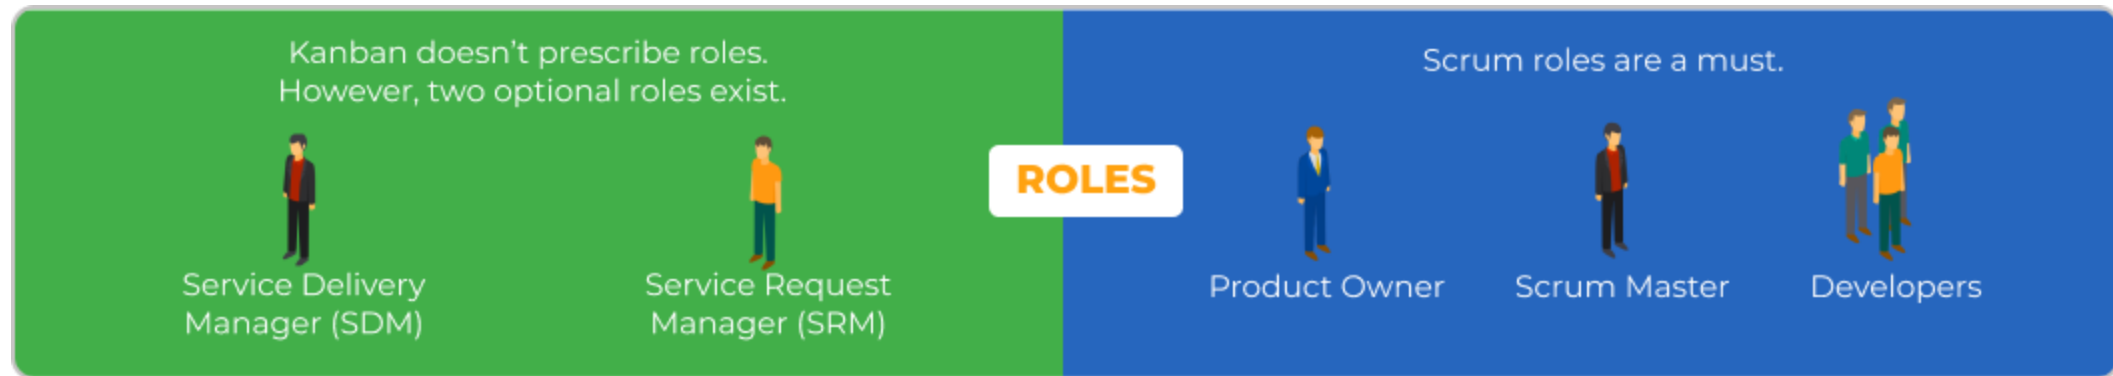 Kanban doesn’t prescribe roles.
However, two optional roles exist.
Service Delivery
Manager (SDM)
Service Request
Manager (SRM)
ROLES
Scrum roles are a must.
Product Owner
Scrum Master
Developers